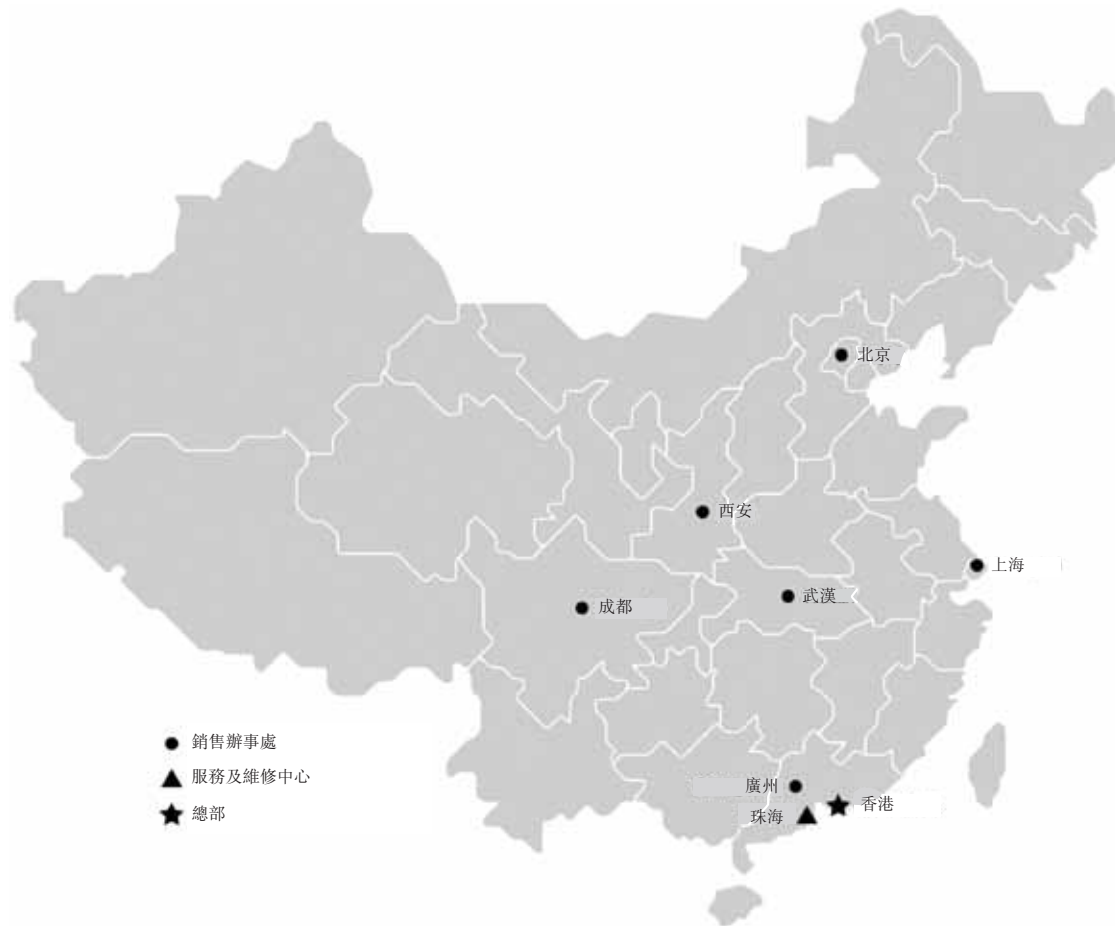 北京
西安
上海
武漢
成都
銷售辦事處
服務及維修中心
總部
廣州
香港
珠海